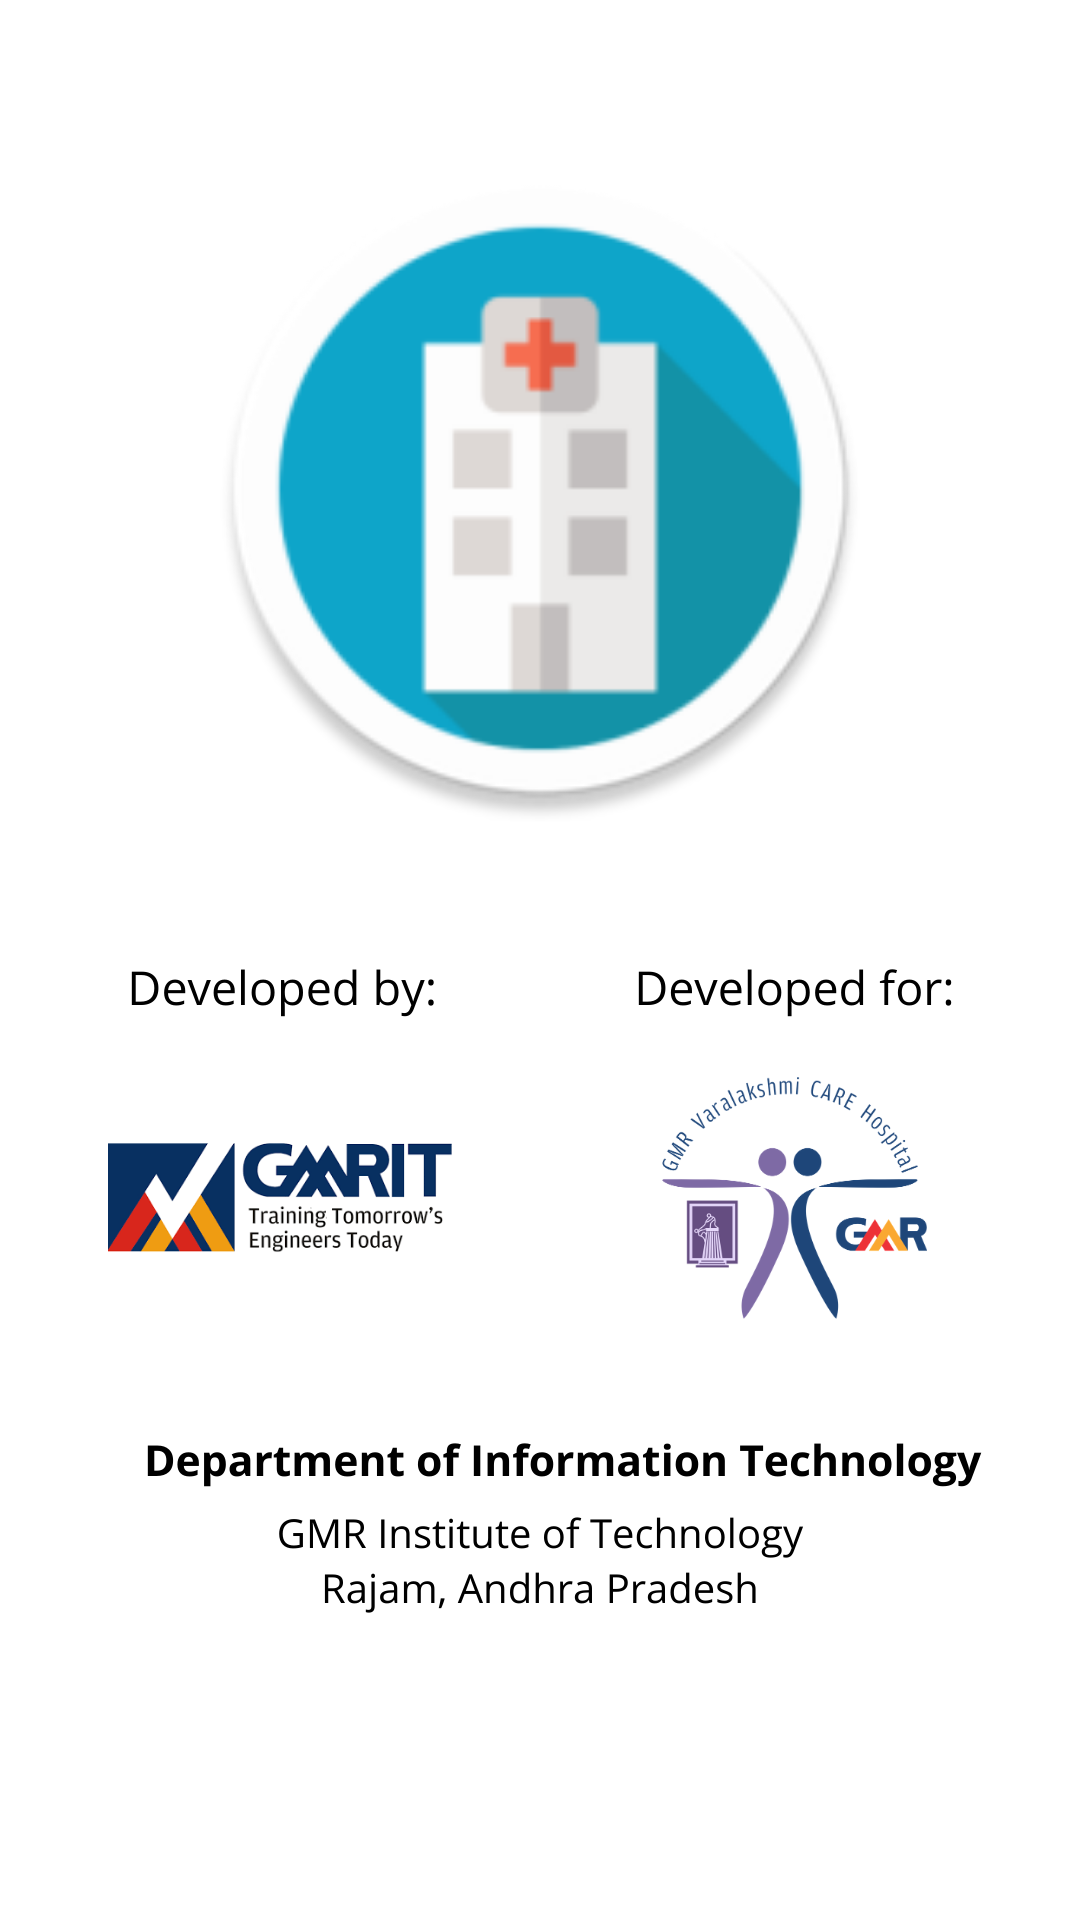 Developed by:
Developed for:
GMRIT
Training Tomorrow's
Engineers Today
GMR Varalakshmi CARE Hospital
GMR
Department of Information Technology
GMR Institute of Technology
Rajam, Andhra Pradesh